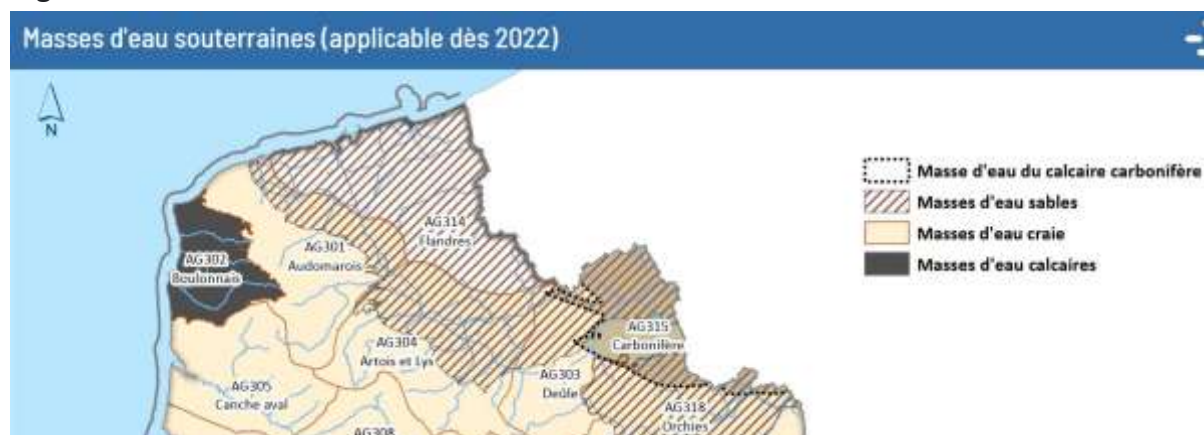 Masses d'eau souterraines (applicable dès 2022)
N
Masse d'eau du calcaire carbonifère
Masses d'eau sables
Masses d'eau craie
Masses d'eau calcaires
AG314
Flandres
AG301
Audomarois
AG302
Boulonnais
AG315
Carbonifère
AG304
Artois et Lys
AG303
Deûle
AG305
Canche aval
AG318
Orchies
AG308